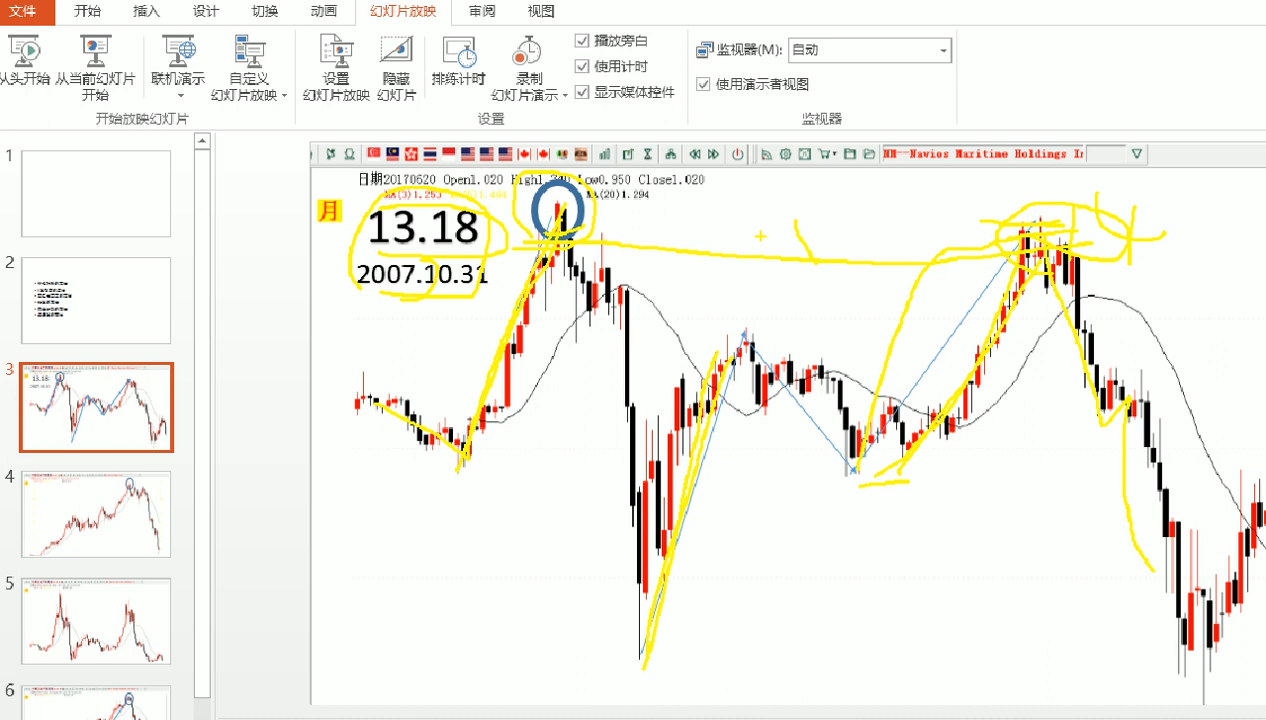 文件 开始 插入 设计 切换 动画 幻灯片放映 审阅 视图
从头开始 从当前幻灯片开始 联机演示 自定义幻灯片放映 设置幻灯片放映 隐藏幻灯片 排练计时 录制幻灯片演示
播放旁白
使用计时
显示媒体控件
监视器(M): 自动
使用演示者视图
开始放映幻灯片 设置 监视器
1
2
3
4
5
6
NM--Navios Maritime Holdings In
日期20170620 Open1.020 High1.340 Low0.950 Close1.020
MA(20)1.294
月
13.18
2007.10.31